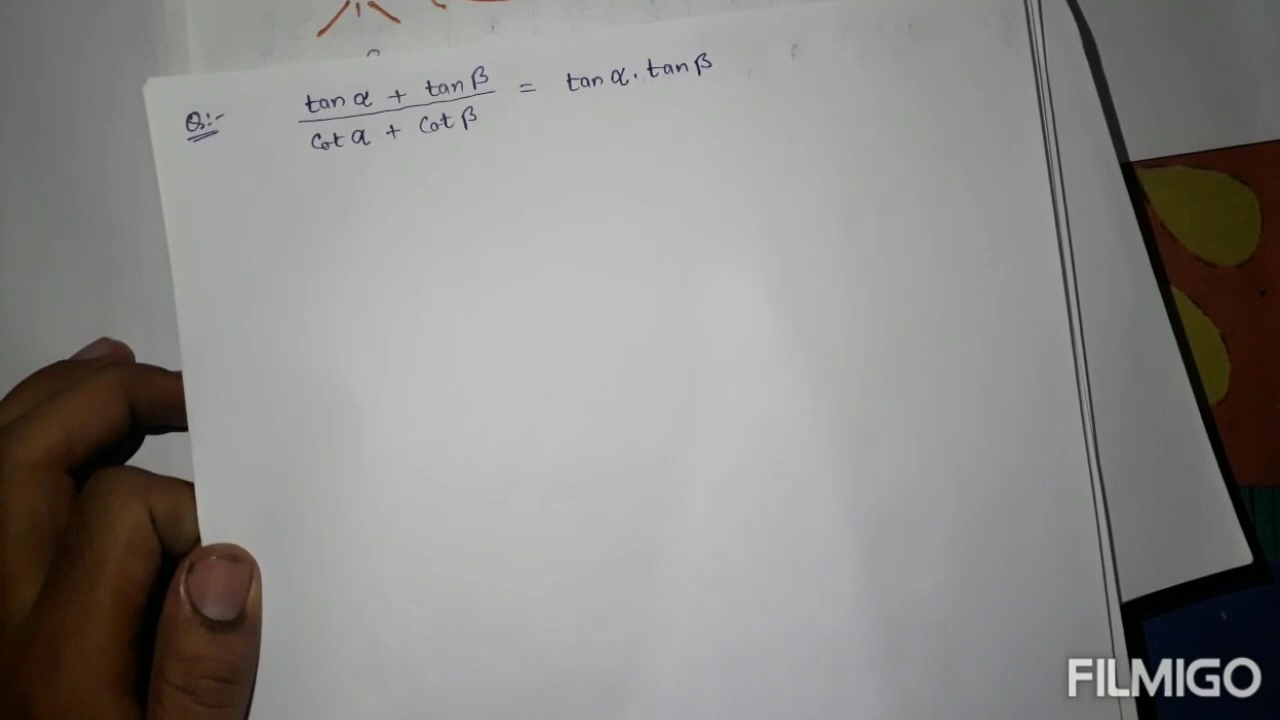 Q:- tan α + tan β / cot α + cot β = tan α . tan β
FILMIGO